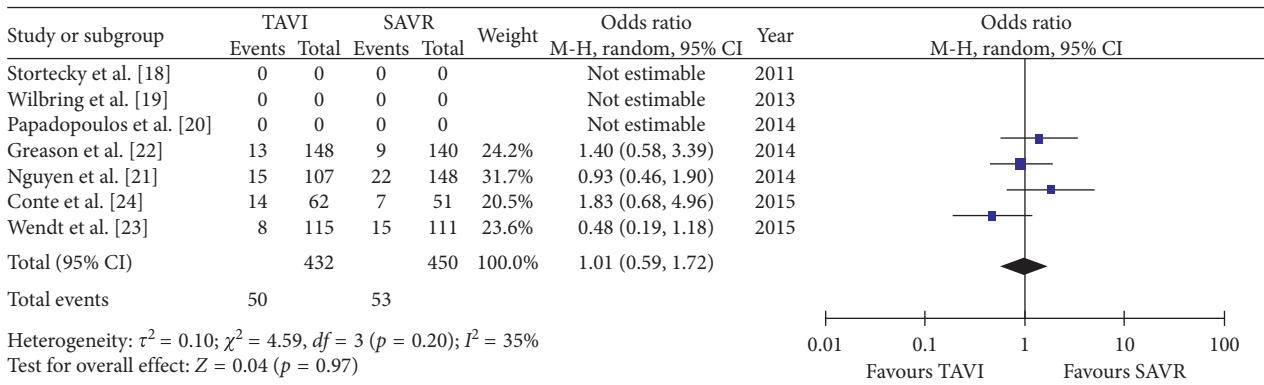 Study or subgroup TAVI SAVR Weight Odds ratio Year Odds ratio
Events Total Events Total M-H, random, 95% CI M-H, random, 95% CI
Stortecky et al. [18] 0 0 0 0 Not estimable 2011
Wilbring et al. [19] 0 0 0 0 Not estimable 2013
Papadopoulos et al. [20] 0 0 0 0 Not estimable 2014
Greason et al. [22] 13 148 9 140 24.2% 1.40 (0.58, 3.39) 2014
Nguyen et al. [21] 15 107 22 148 31.7% 0.93 (0.46, 1.90) 2014
Conte et al. [24] 14 62 7 51 20.5% 1.83 (0.68, 4.96) 2015
Wendt et al. [23] 8 115 15 111 23.6% 0.48 (0.19, 1.18) 2015
Total (95% CI) 432 450 100.0% 1.01 (0.59, 1.72)
Total events 50 53
Heterogeneity: τ² = 0.10; χ² = 4.59, df = 3 (p = 0.20); I² = 35%
Test for overall effect: Z = 0.04 (p = 0.97)
0.01 0.1 1 10 100
Favours TAVI Favours SAVR